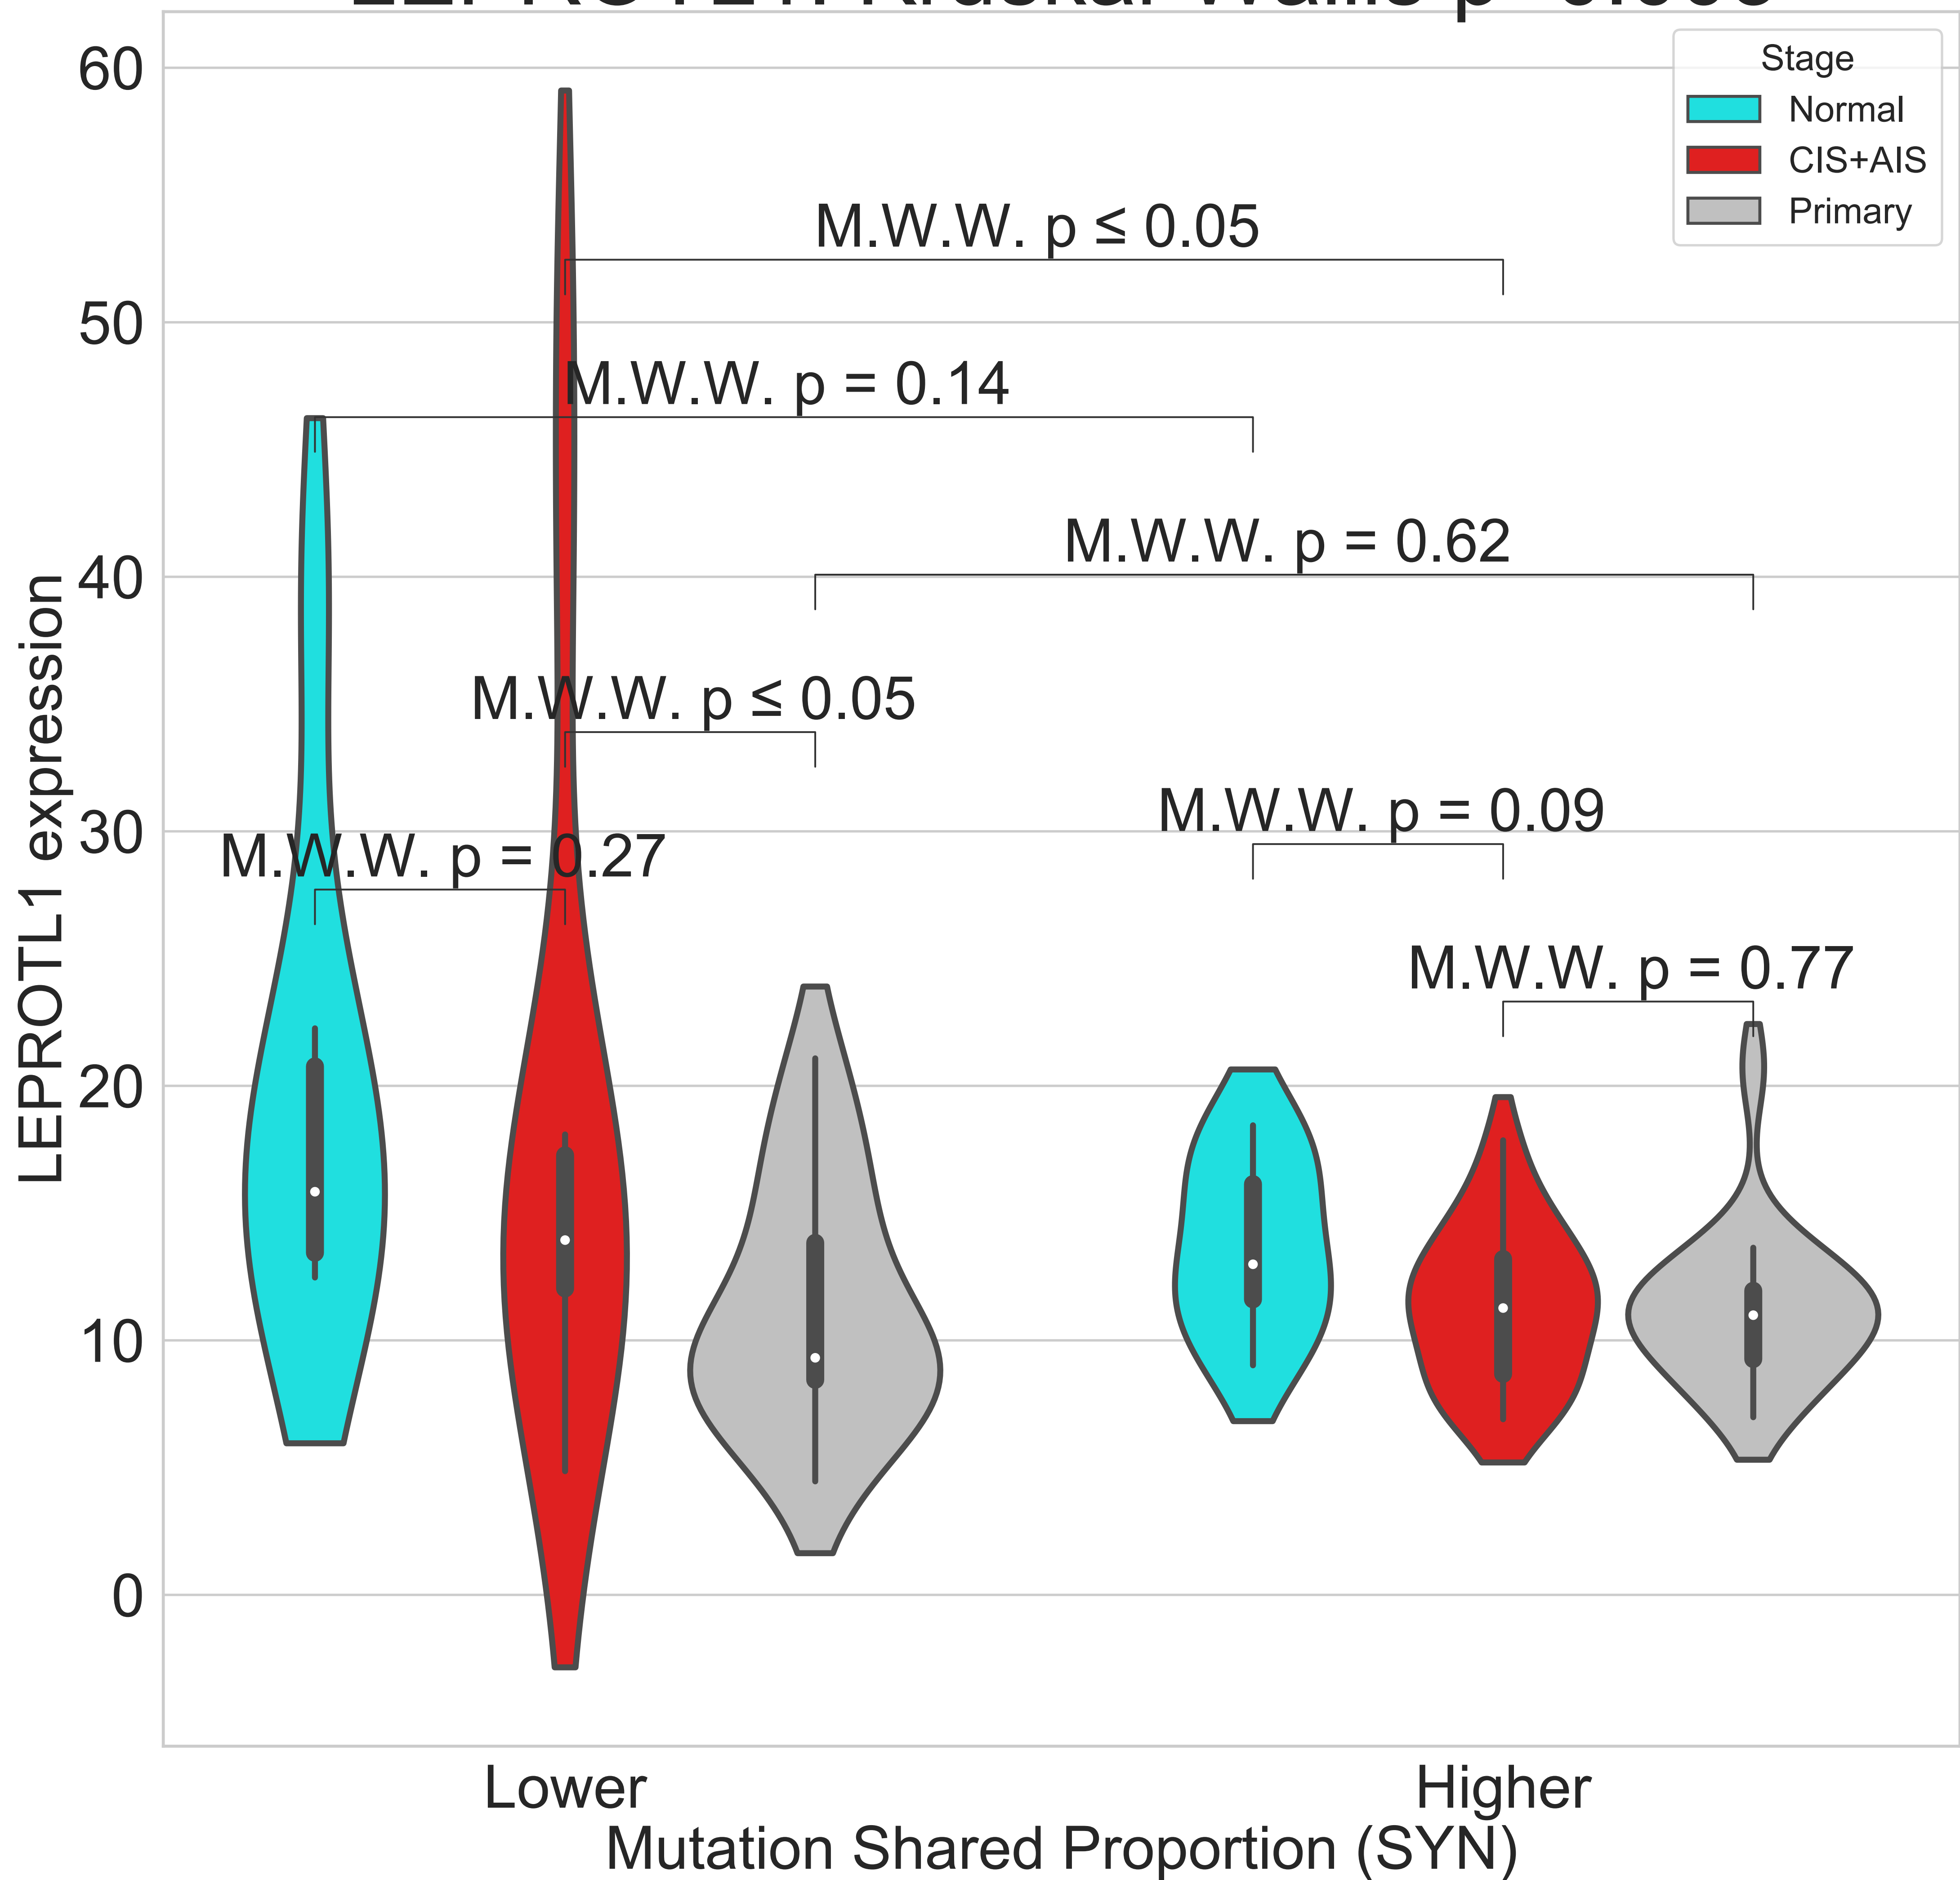 60
50
40
30
20
10
0
LEPROTL1 expression
Stage
Normal
CIS+AIS
Primary
M.W.W. p ≤ 0.05
M.W.W. p = 0.14
M.W.W. p = 0.62
M.W.W. p ≤ 0.05
M.W.W. p = 0.09
M.W.W. p = 0.27
M.W.W. p = 0.77
Lower
Higher
Mutation Shared Proportion (SYN)